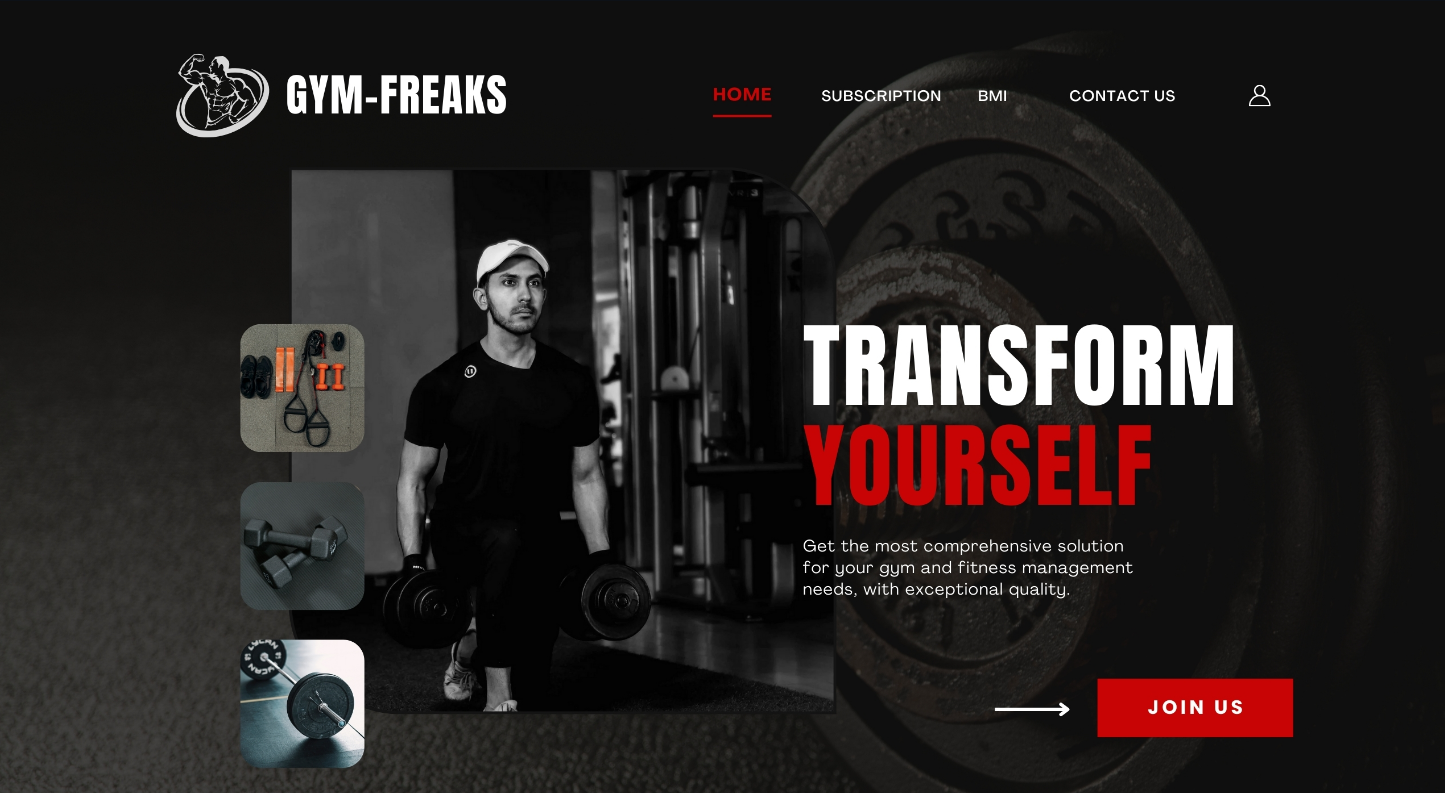 GYM-FREAKS
HOME SUBSCRIPTION BMI CONTACT US
TRANSFORM
YOURSELF
Get the most comprehensive solution
for your gym and fitness management
needs, with exceptional quality.
JOIN US